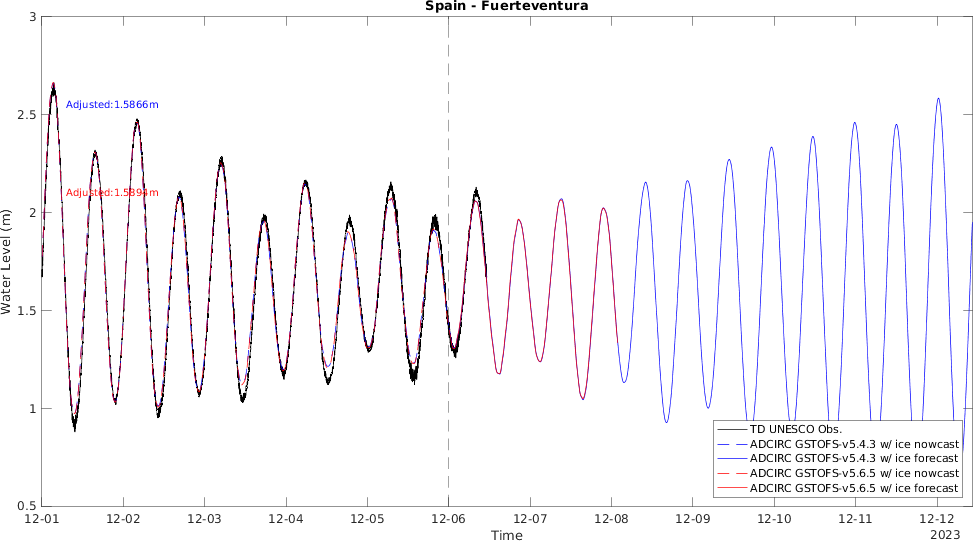 Spain - Fuerteventura
3
2.5
2
1.5
1
0.5
Water Level (m)
Adjusted:1.5866m
Adjusted:1.5894m
TD UNESCO Obs.
ADCIRC GSTOFS-v5.4.3 w/ ice nowcast
ADCIRC GSTOFS-v5.4.3 w/ ice forecast
ADCIRC GSTOFS-v5.6.5 w/ ice nowcast
ADCIRC GSTOFS-v5.6.5 w/ ice forecast
12-01 12-02 12-03 12-04 12-05 12-06 12-07 12-08 12-09 12-10 12-11 12-12
2023
Time